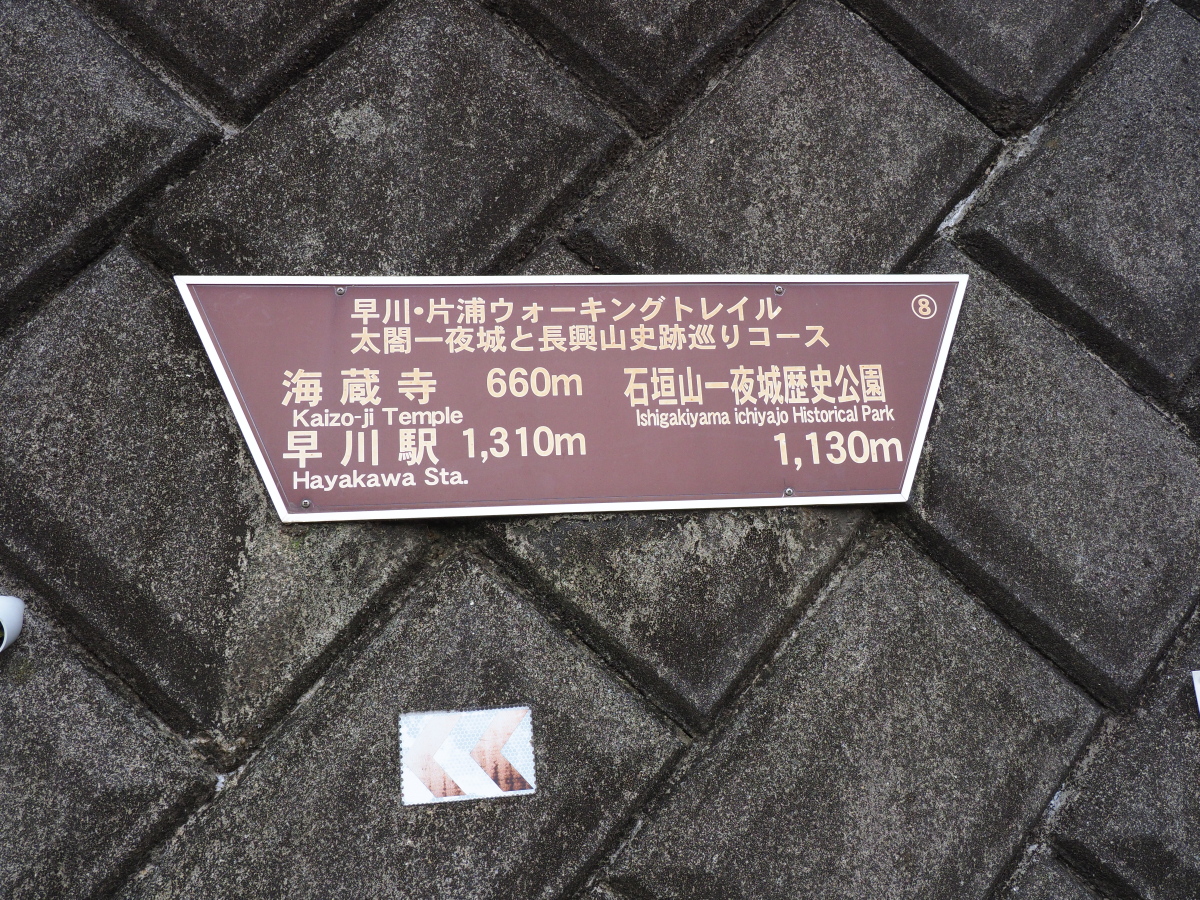 早川・片浦ウォーキングトレイル ⑧
太閤一夜城と長興山史跡巡りコース
海蔵寺 660m
Kaizo-ji Temple
早川駅 1,310m
Hayakawa Sta.
石垣山一夜城歴史公園
Ishigakiyama ichiyajo Historical Park
1,130m